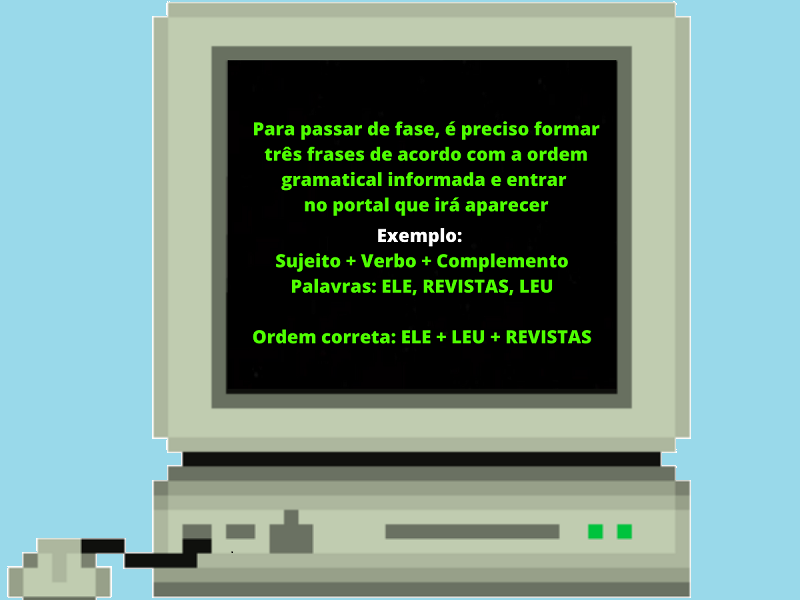 Para passar de fase, é preciso formar
três frases de acordo com a ordem
gramatical informada e entrar
no portal que irá aparecer
Exemplo:
Sujeito + Verbo + Complemento
Palavras: ELE, REVISTAS, LEU
Ordem correta: ELE + LEU + REVISTAS